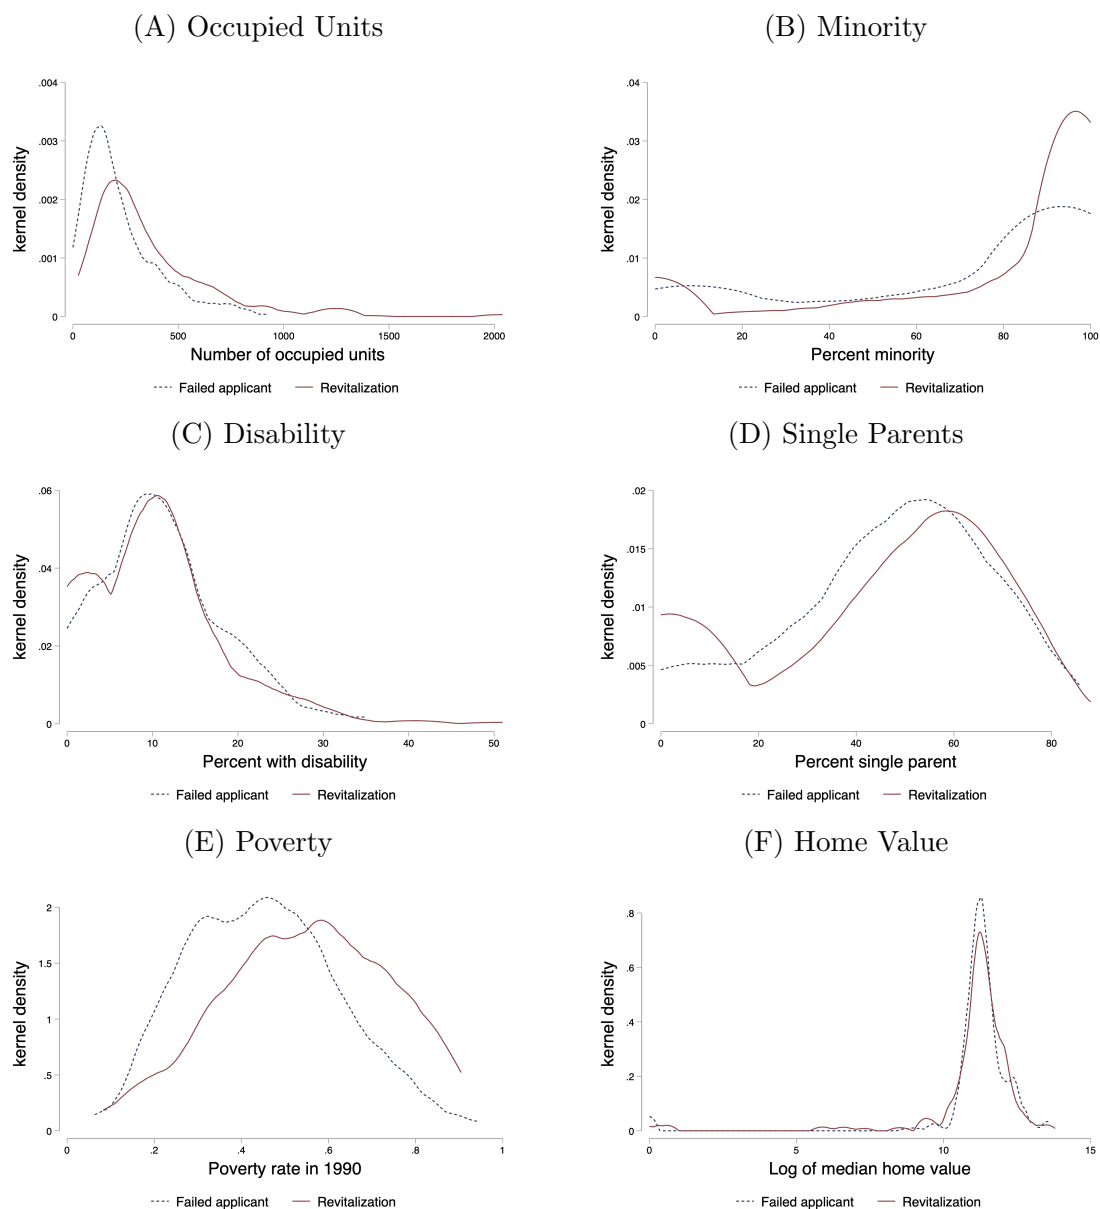 (A) Occupied Units
kernel density
.004
.003
.002
.001
0
0 500 1000 1500 2000
Number of occupied units
Failed applicant Revitalization
(B) Minority
kernel density
.04
.03
.02
.01
0
0 20 40 60 80 100
Percent minority
Failed applicant Revitalization
(C) Disability
kernel density
.06
.04
.02
0
0 10 20 30 40 50
Percent with disability
Failed applicant Revitalization
(D) Single Parents
kernel density
.02
.015
.01
.005
0
0 20 40 60 80
Percent single parent
Failed applicant Revitalization
(E) Poverty
kernel density
2
1.5
1
.5
0
0 .2 .4 .6 .8 1
Poverty rate in 1990
Failed applicant Revitalization
(F) Home Value
kernel density
.8
.6
.4
.2
0
0 5 10 15
Log of median home value
Failed applicant Revitalization